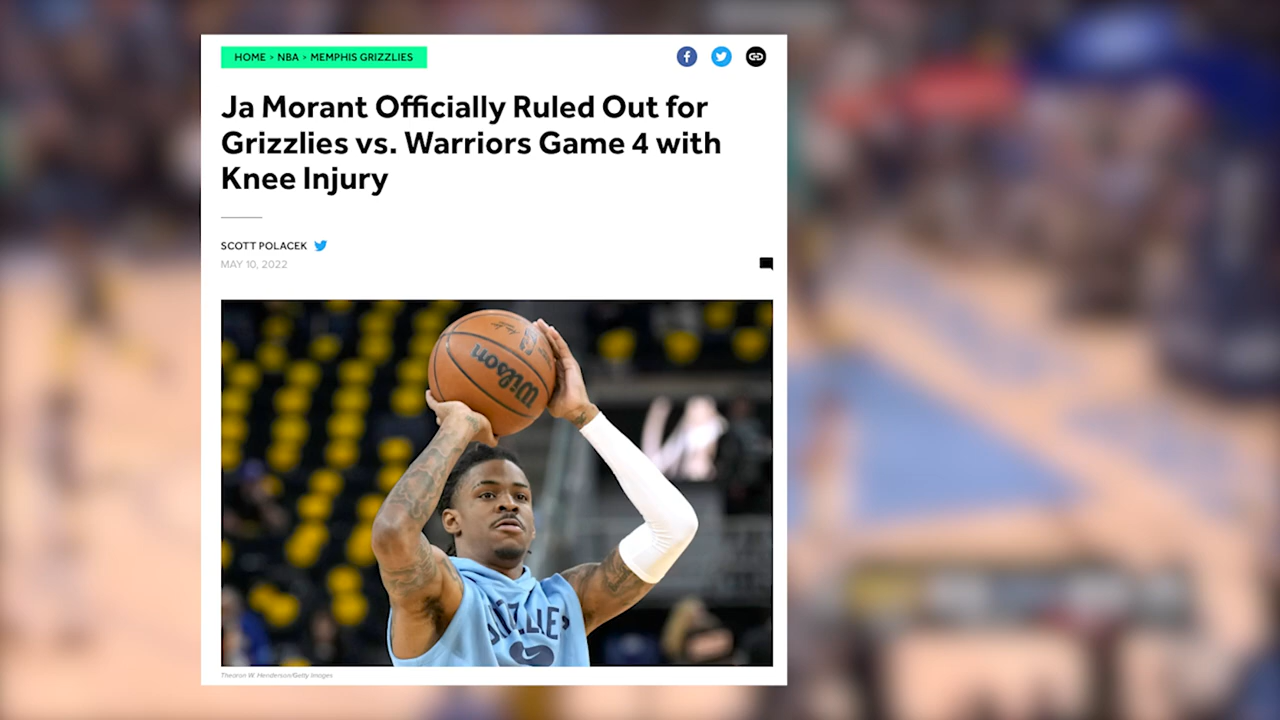 HOME > NBA > MEMPHIS GRIZZLIES
Ja Morant Officially Ruled Out for
Grizzlies vs. Warriors Game 4 with
Knee Injury
SCOTT POLACEK
MAY 10, 2022
Wilson
GRIZZLIES
Thearon W. Henderson/Getty Images